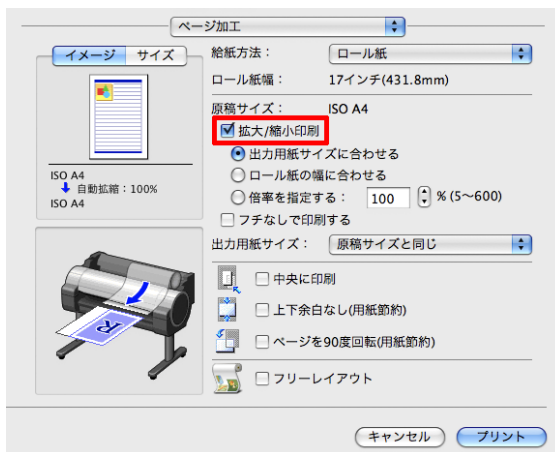 ページ加工
イメージ サイズ
ISO A4
自動拡縮：100%
ISO A4
給紙方法： ロール紙
ロール紙幅： 17インチ(431.8mm)
原稿サイズ： ISO A4
拡大/縮小印刷
出力用紙サイズに合わせる
ロール紙の幅に合わせる
倍率を指定する： 100 % (5〜600)
フチなしで印刷する
出力用紙サイズ： 原稿サイズと同じ
中央に印刷
上下余白なし(用紙節約)
ページを90度回転(用紙節約)
フリーレイアウト
R
キャンセル プリント